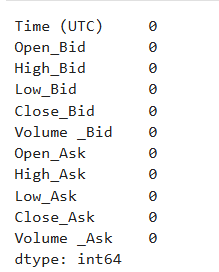 Time (UTC) 0
Open_Bid 0
High_Bid 0
Low_Bid 0
Close_Bid 0
Volume _Bid 0
Open_Ask 0
High_Ask 0
Low_Ask 0
Close_Ask 0
Volume _Ask 0
dtype: int64